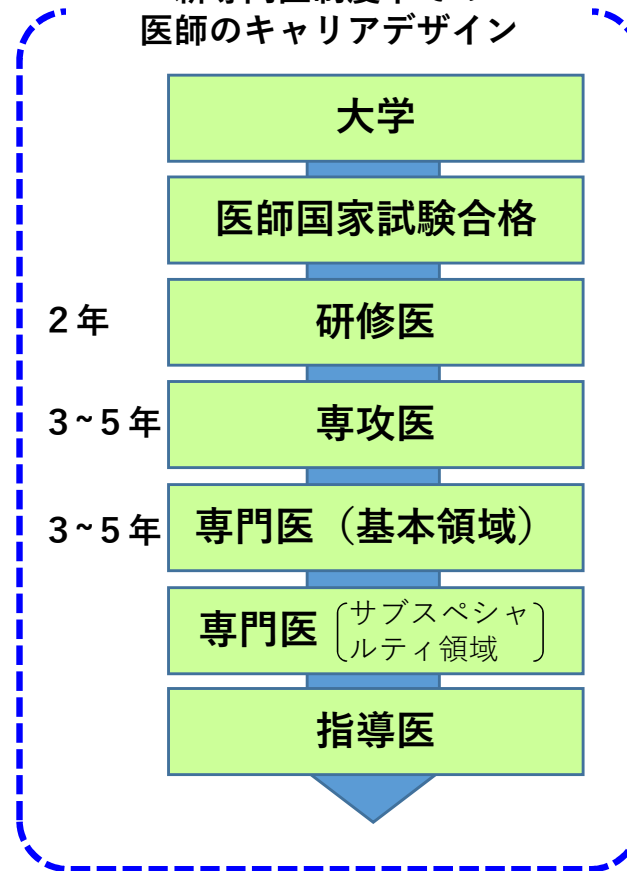 医師のキャリアデザイン
大学
医師国家試験合格
2年
研修医
3~5年
専攻医
3~5年
専門医（基本領域）
専門医（サブスペシャ
ルティ領域）
指導医